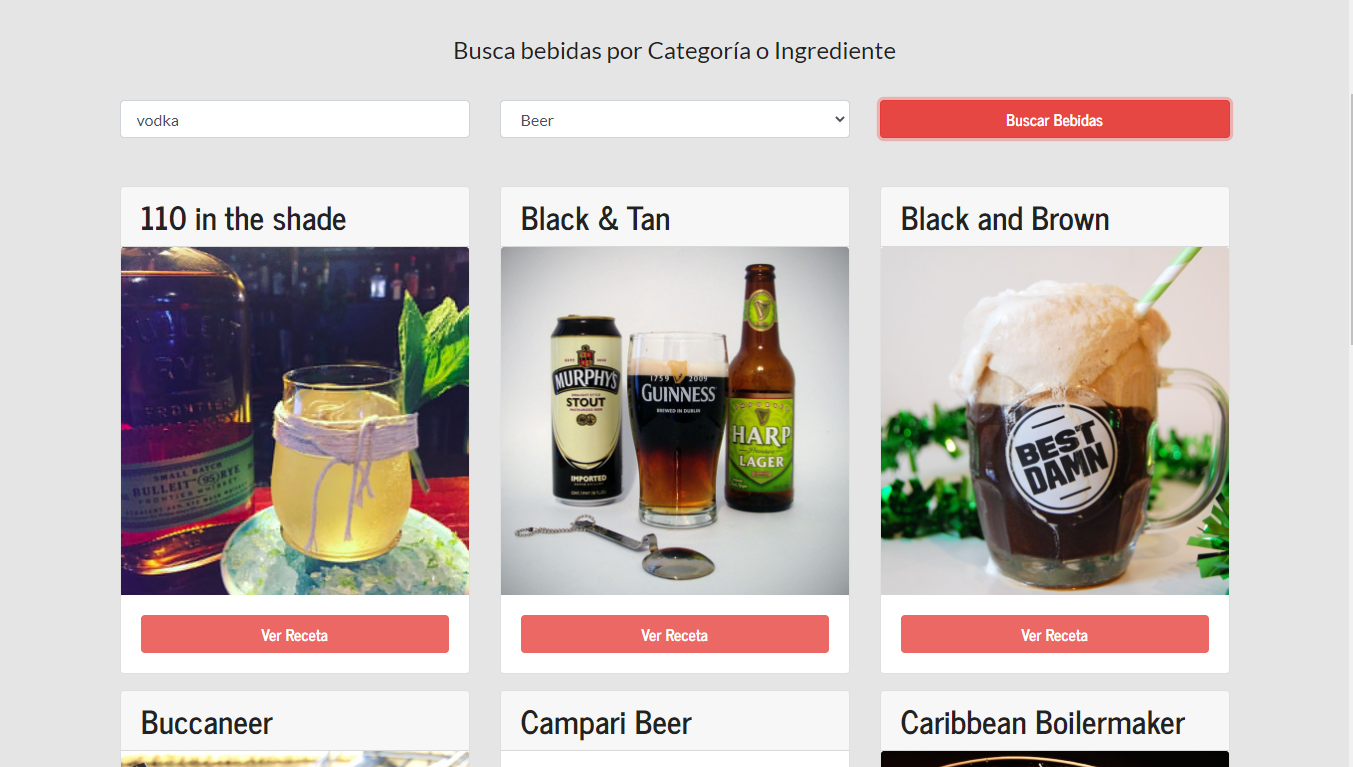 Busca bebidas por Categoría o Ingrediente
vodka
Beer
Buscar Bebidas
110 in the shade
Black & Tan
Black and Brown
SMALL BATCH
BULLEIT 95 RYE
FRONTIER WHISKEY
MURPHY'S
STOUT
IMPORTED
1759 2009
GUINNESS
BREWED IN DUBLIN
HARP
LAGER
BEST
DAMN
Ver Receta
Ver Receta
Ver Receta
Buccaneer
Campari Beer
Caribbean Boilermaker